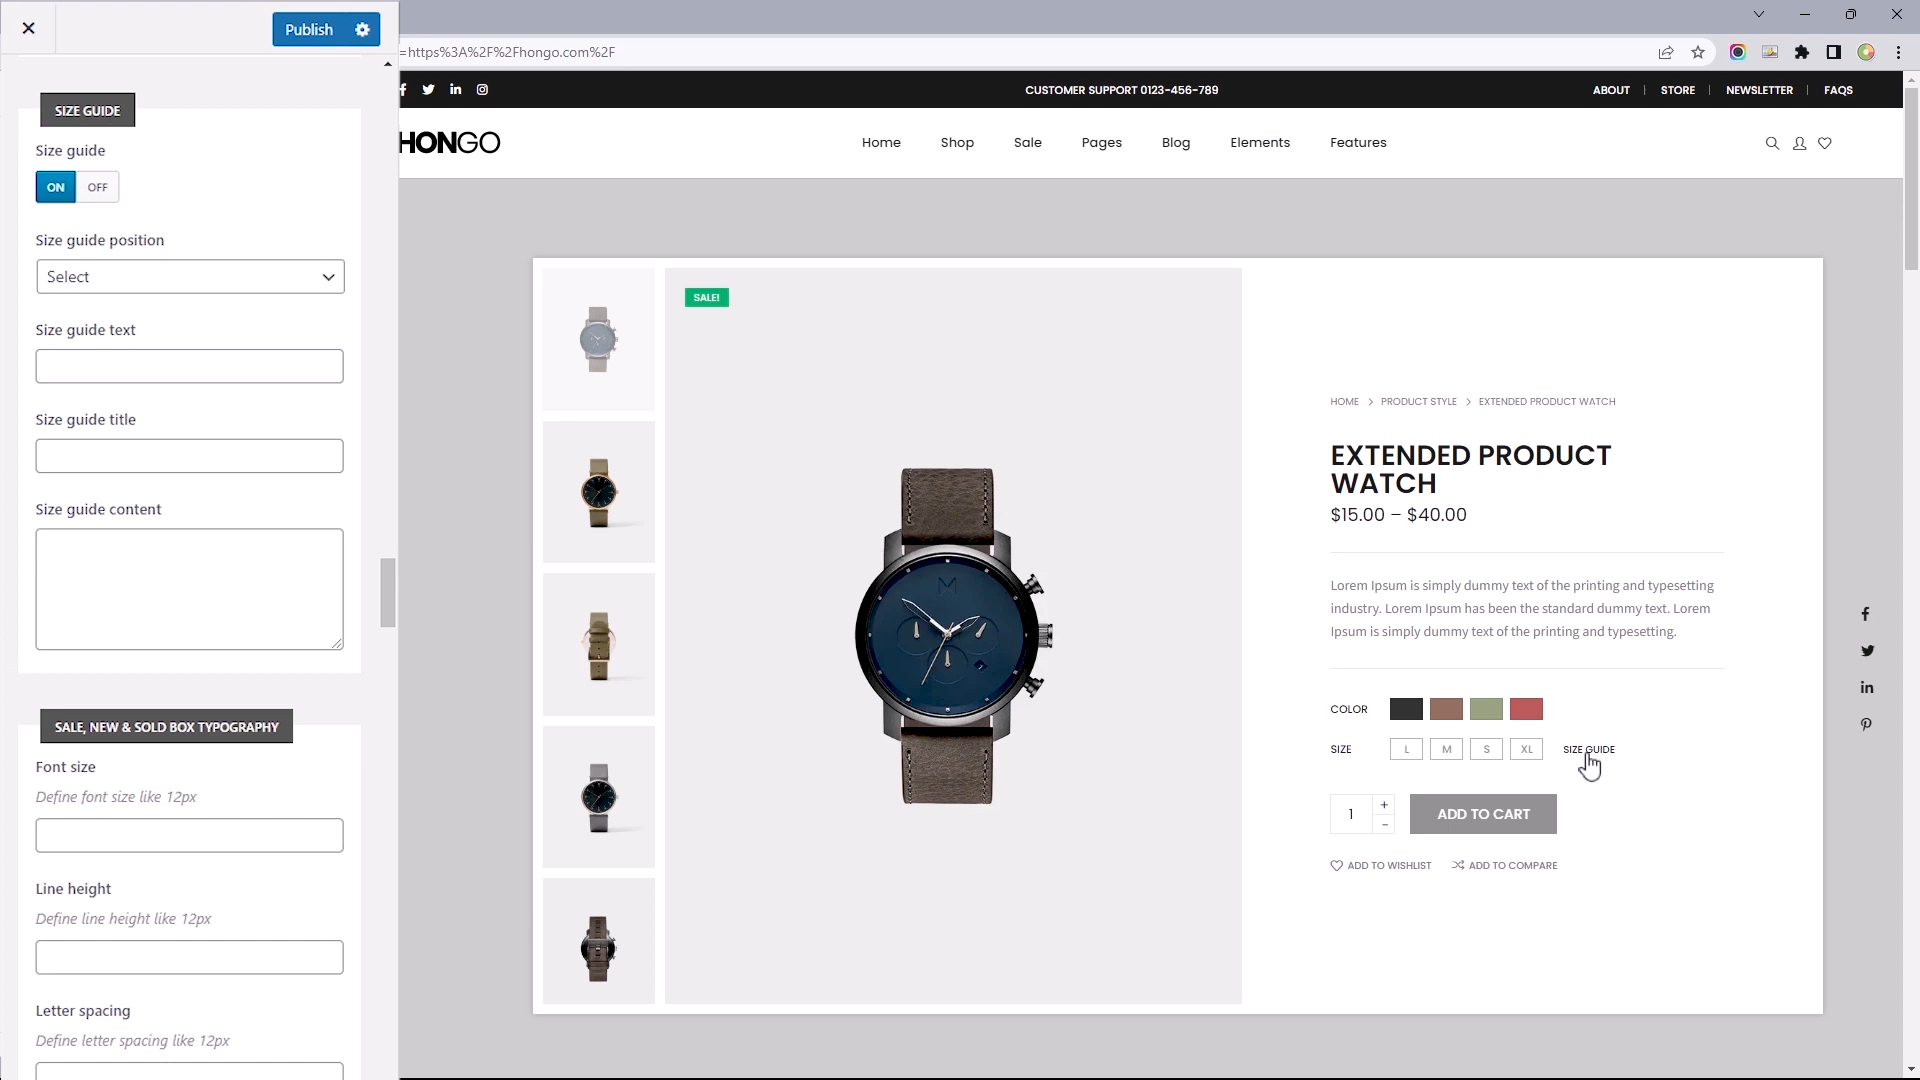 Publish
=https%3A%2F%2Fhongo.com%2F
CUSTOMER SUPPORT 0123-456-789
ABOUT
STORE
NEWSLETTER
FAQS
HONGO
Home
Shop
Sale
Pages
Blog
Elements
Features
SIZE GUIDE
Size guide
ON
OFF
Size guide position
Select
Size guide text
Size guide title
Size guide content
SALE, NEW & SOLD BOX TYPOGRAPHY
Font size
Define font size like 12px
Line height
Define line height like 12px
Letter spacing
Define letter spacing like 12px
SALE!
HOME > PRODUCT STYLE > EXTENDED PRODUCT WATCH
EXTENDED PRODUCT
WATCH
$15.00 – $40.00
Lorem Ipsum is simply dummy text of the printing and typesetting
industry. Lorem Ipsum has been the standard dummy text. Lorem
Ipsum is simply dummy text of the printing and typesetting.
COLOR
SIZE
L
M
S
XL
SIZE GUIDE
1
+
-
ADD TO CART
ADD TO WISHLIST
ADD TO COMPARE